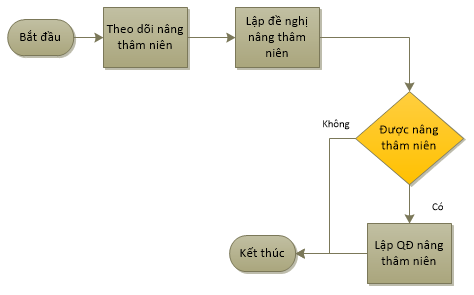 Bắt đầu
Theo dõi nâng
thâm niên
Lập đề nghị
nâng thâm
niên
Không
Được nâng
thâm niên
Có
Kết thúc
Lập QĐ nâng
thâm niên